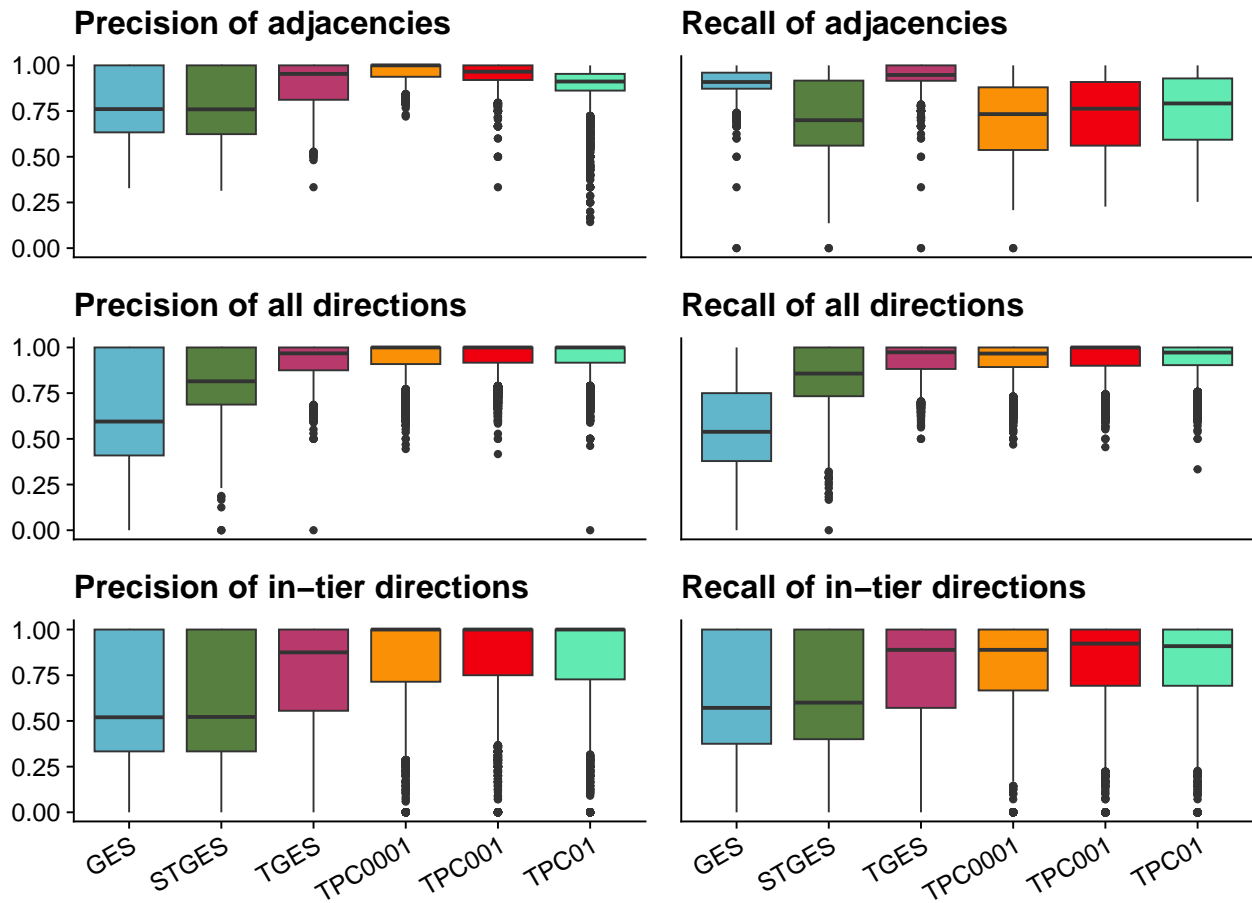 Precision of adjacencies
Recall of adjacencies
1.00
0.75
0.50
0.25
0.00
Precision of all directions
Recall of all directions
1.00
0.75
0.50
0.25
0.00
Precision of in−tier directions
Recall of in−tier directions
1.00
0.75
0.50
0.25
0.00
GES
STGES
TGES
TPC0001
TPC001
TPC01
GES
STGES
TGES
TPC0001
TPC001
TPC01